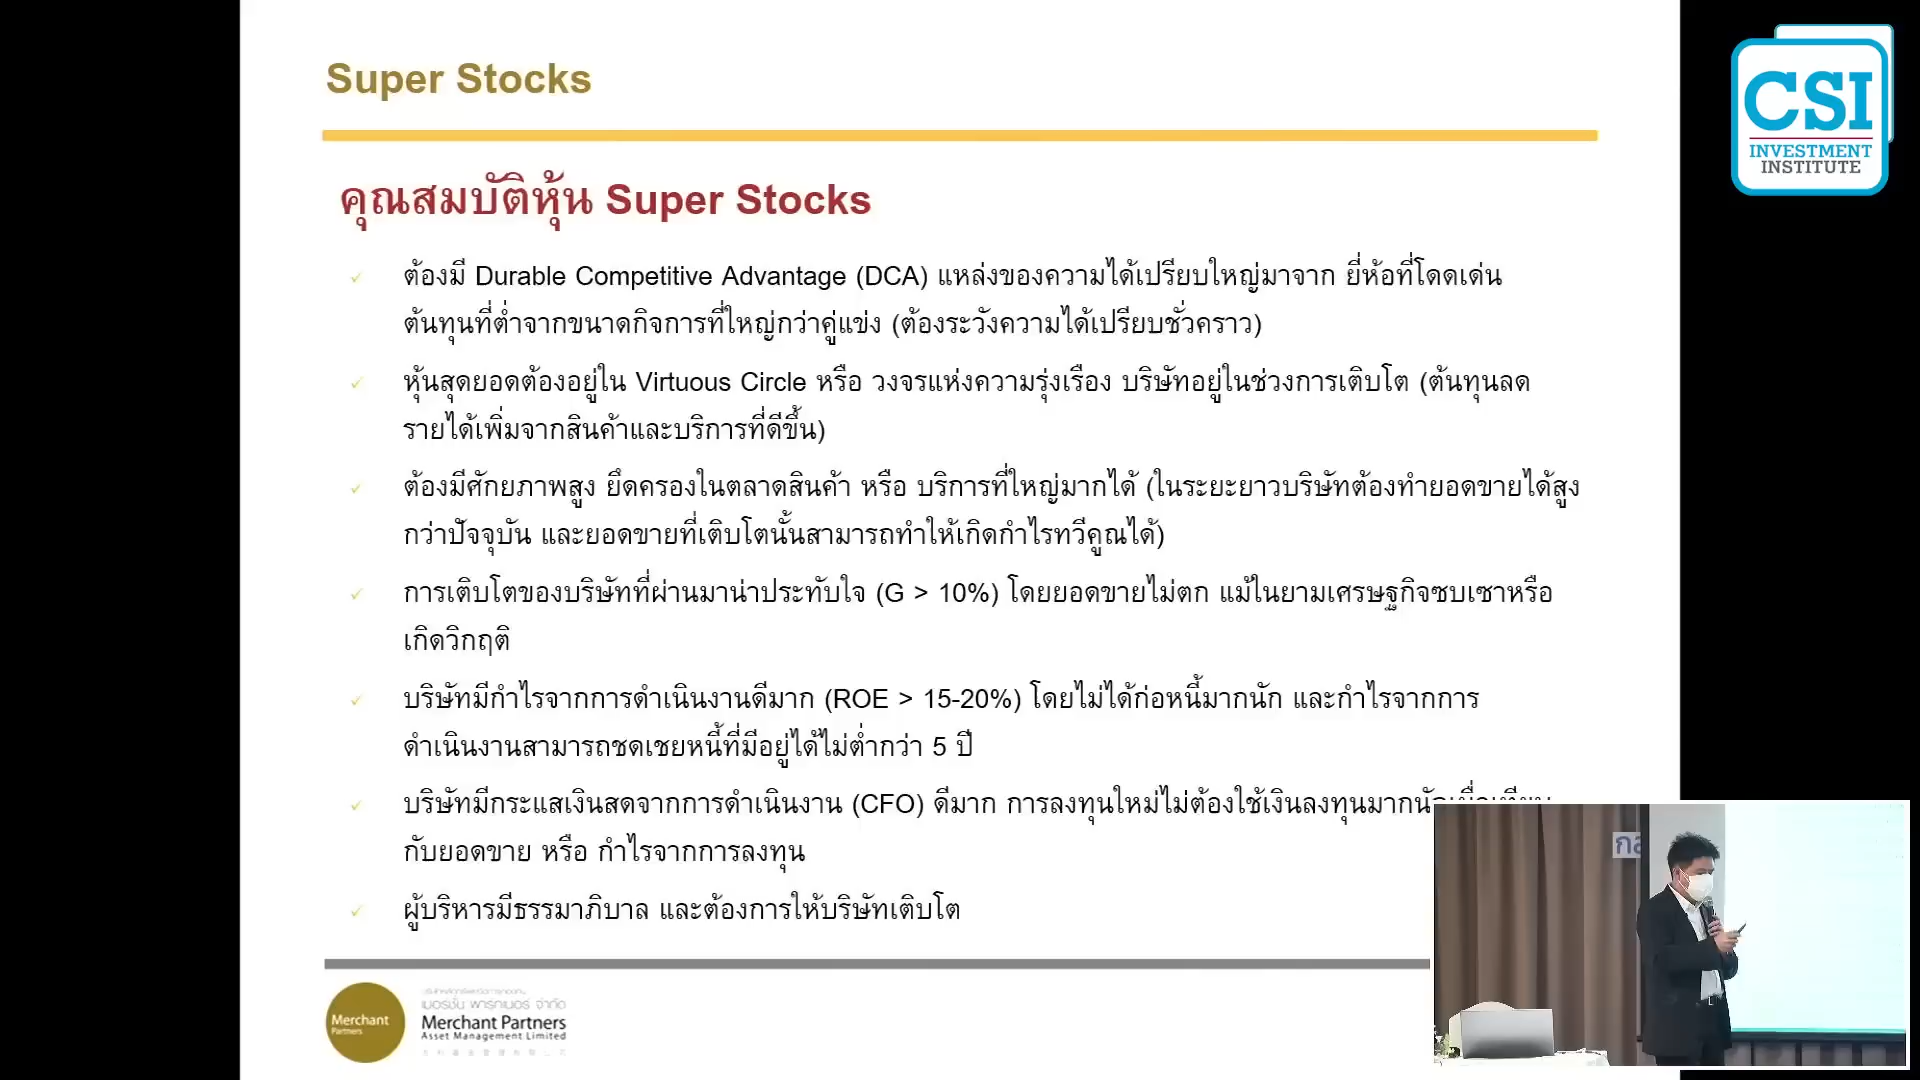 Super Stocks
CSI
INVESTMENT
INSTITUTE
คุณสมบัติหุ้น Super Stocks
ต้องมี Durable Competitive Advantage (DCA) แหล่งของความได้เปรียบใหญ่มาจาก ยี่ห้อที่โดดเด่น
ต้นทุนที่ต่ำจากขนาดกิจการที่ใหญ่กว่าคู่แข่ง (ต้องระวังความได้เปรียบชั่วคราว)
หุ้นสุดยอดต้องอยู่ใน Virtuous Circle หรือ วงจรแห่งความรุ่งเรือง บริษัทอยู่ในช่วงการเติบโต (ต้นทุนลด
รายได้เพิ่มจากสินค้าและบริการที่ดีขึ้น)
ต้องมีศักยภาพสูง ยึดครองในตลาดสินค้า หรือ บริการที่ใหญ่มากได้ (ในระยะยาวบริษัทต้องทำยอดขายได้สูง
กว่าปัจจุบัน และยอดขายที่เติบโตนั้นสามารถทำให้เกิดกำไรทวีคูณได้)
การเติบโตของบริษัทที่ผ่านมาน่าประทับใจ (G > 10%) โดยยอดขายไม่ตก แม้ในยามเศรษฐกิจซบเซาหรือ
เกิดวิกฤติ
บริษัทมีกำไรจากการดำเนินงานดีมาก (ROE > 15-20%) โดยไม่ได้ก่อหนี้มากนัก และกำไรจากการ
ดำเนินงานสามารถชดเชยหนี้ที่มีอยู่ได้ไม่ต่ำกว่า 5 ปี
บริษัทมีกระแสเงินสดจากการดำเนินงาน (CFO) ดีมาก การลงทุนใหม่ไม่ต้องใช้เงินลงทุนมากนัก
กับยอดขาย หรือ กำไรจากการลงทุน
ผู้บริหารมีธรรมาภิบาล และต้องการให้บริษัทเติบโต
Merchant
Partners
เมอร์ชั่น พาร์ทเนอร์ จำกัด
Merchant Partners
Asset Management Limited